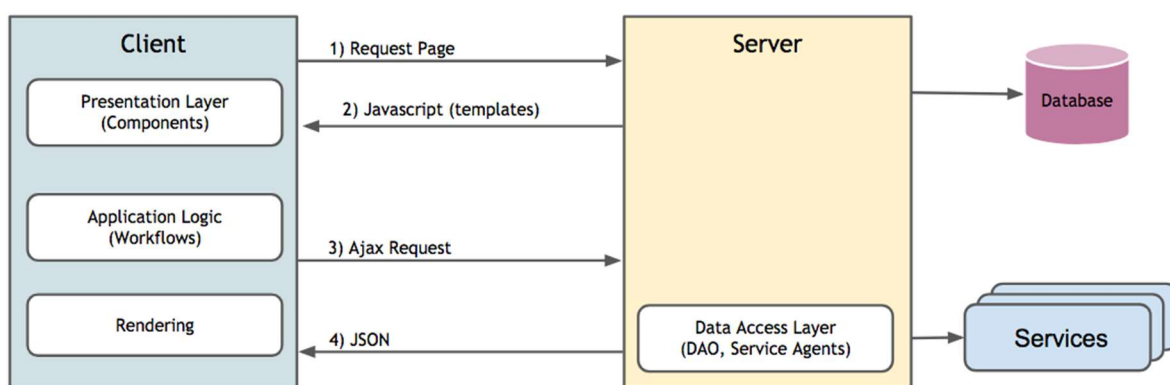 Client
Presentation Layer
(Components)
Application Logic
(Workflows)
Rendering
1) Request Page
2) Javascript (templates)
3) Ajax Request
4) JSON
Server
Data Access Layer
(DAO, Service Agents)
Database
Services